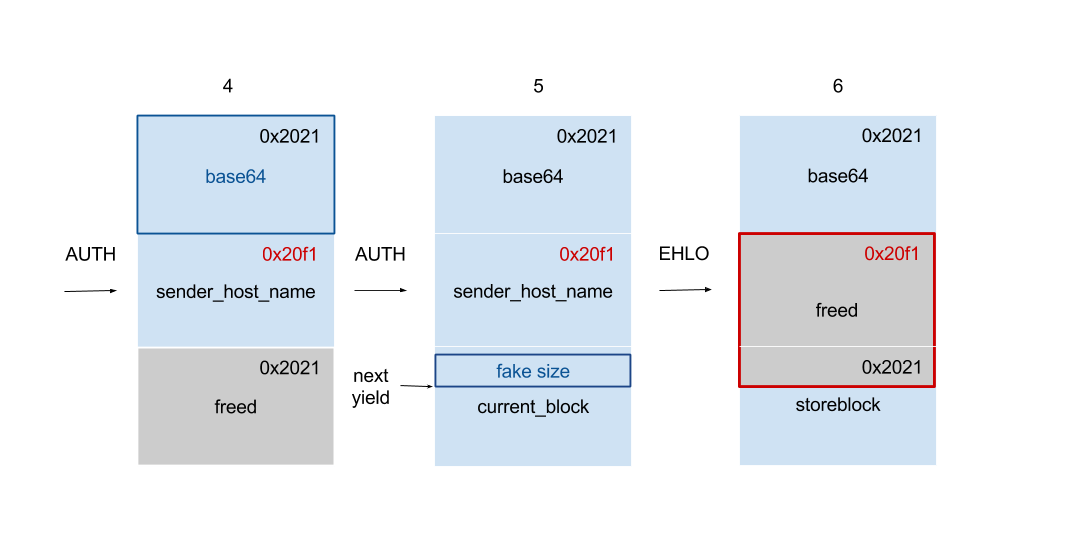 4
5
6
0x2021
base64
0x2021
base64
0x2021
base64
AUTH
0x20f1
sender_host_name
AUTH
0x20f1
sender_host_name
EHLO
0x20f1
freed
0x2021
freed
next
yield
fake size
current_block
0x2021
storeblock